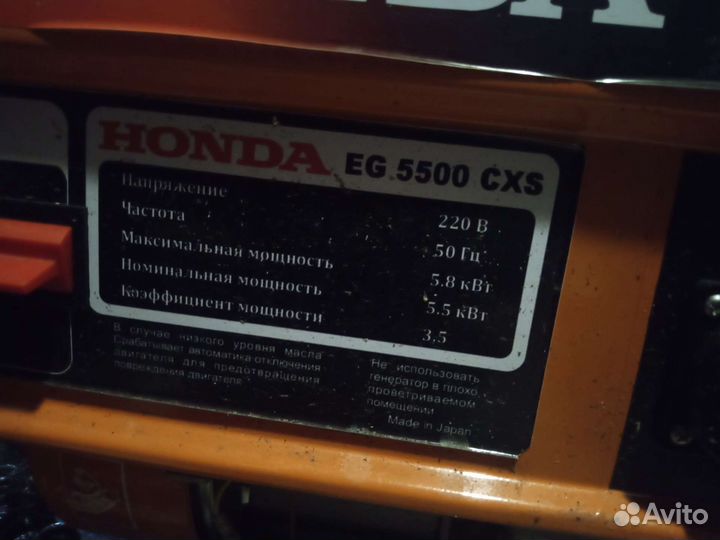 HONDA EG 5500 CXS
Напряжение 220 В
Частота 50 Гц
Максимальная мощность 5.8 кВт
Номинальная мощность 5.5 кВт
Коэффициент мощности 3.5
В случае низкого уровня масла
Срабатывает автоматика отключения
двигателя для предотвращения
повреждения двигателя
Не использовать
генератор в плохо
проветриваемом
помещении
Made in Japan
Avito